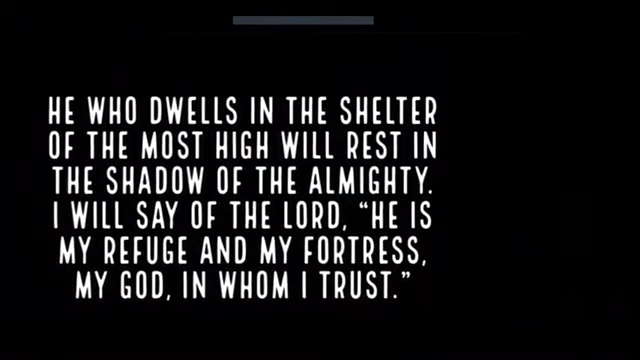 HE WHO DWELLS IN THE SHELTER
OF THE MOST HIGH WILL REST IN
THE SHADOW OF THE ALMIGHTY.
I WILL SAY OF THE LORD, “HE IS
MY REFUGE AND MY FORTRESS,
MY GOD, IN WHOM I TRUST.”